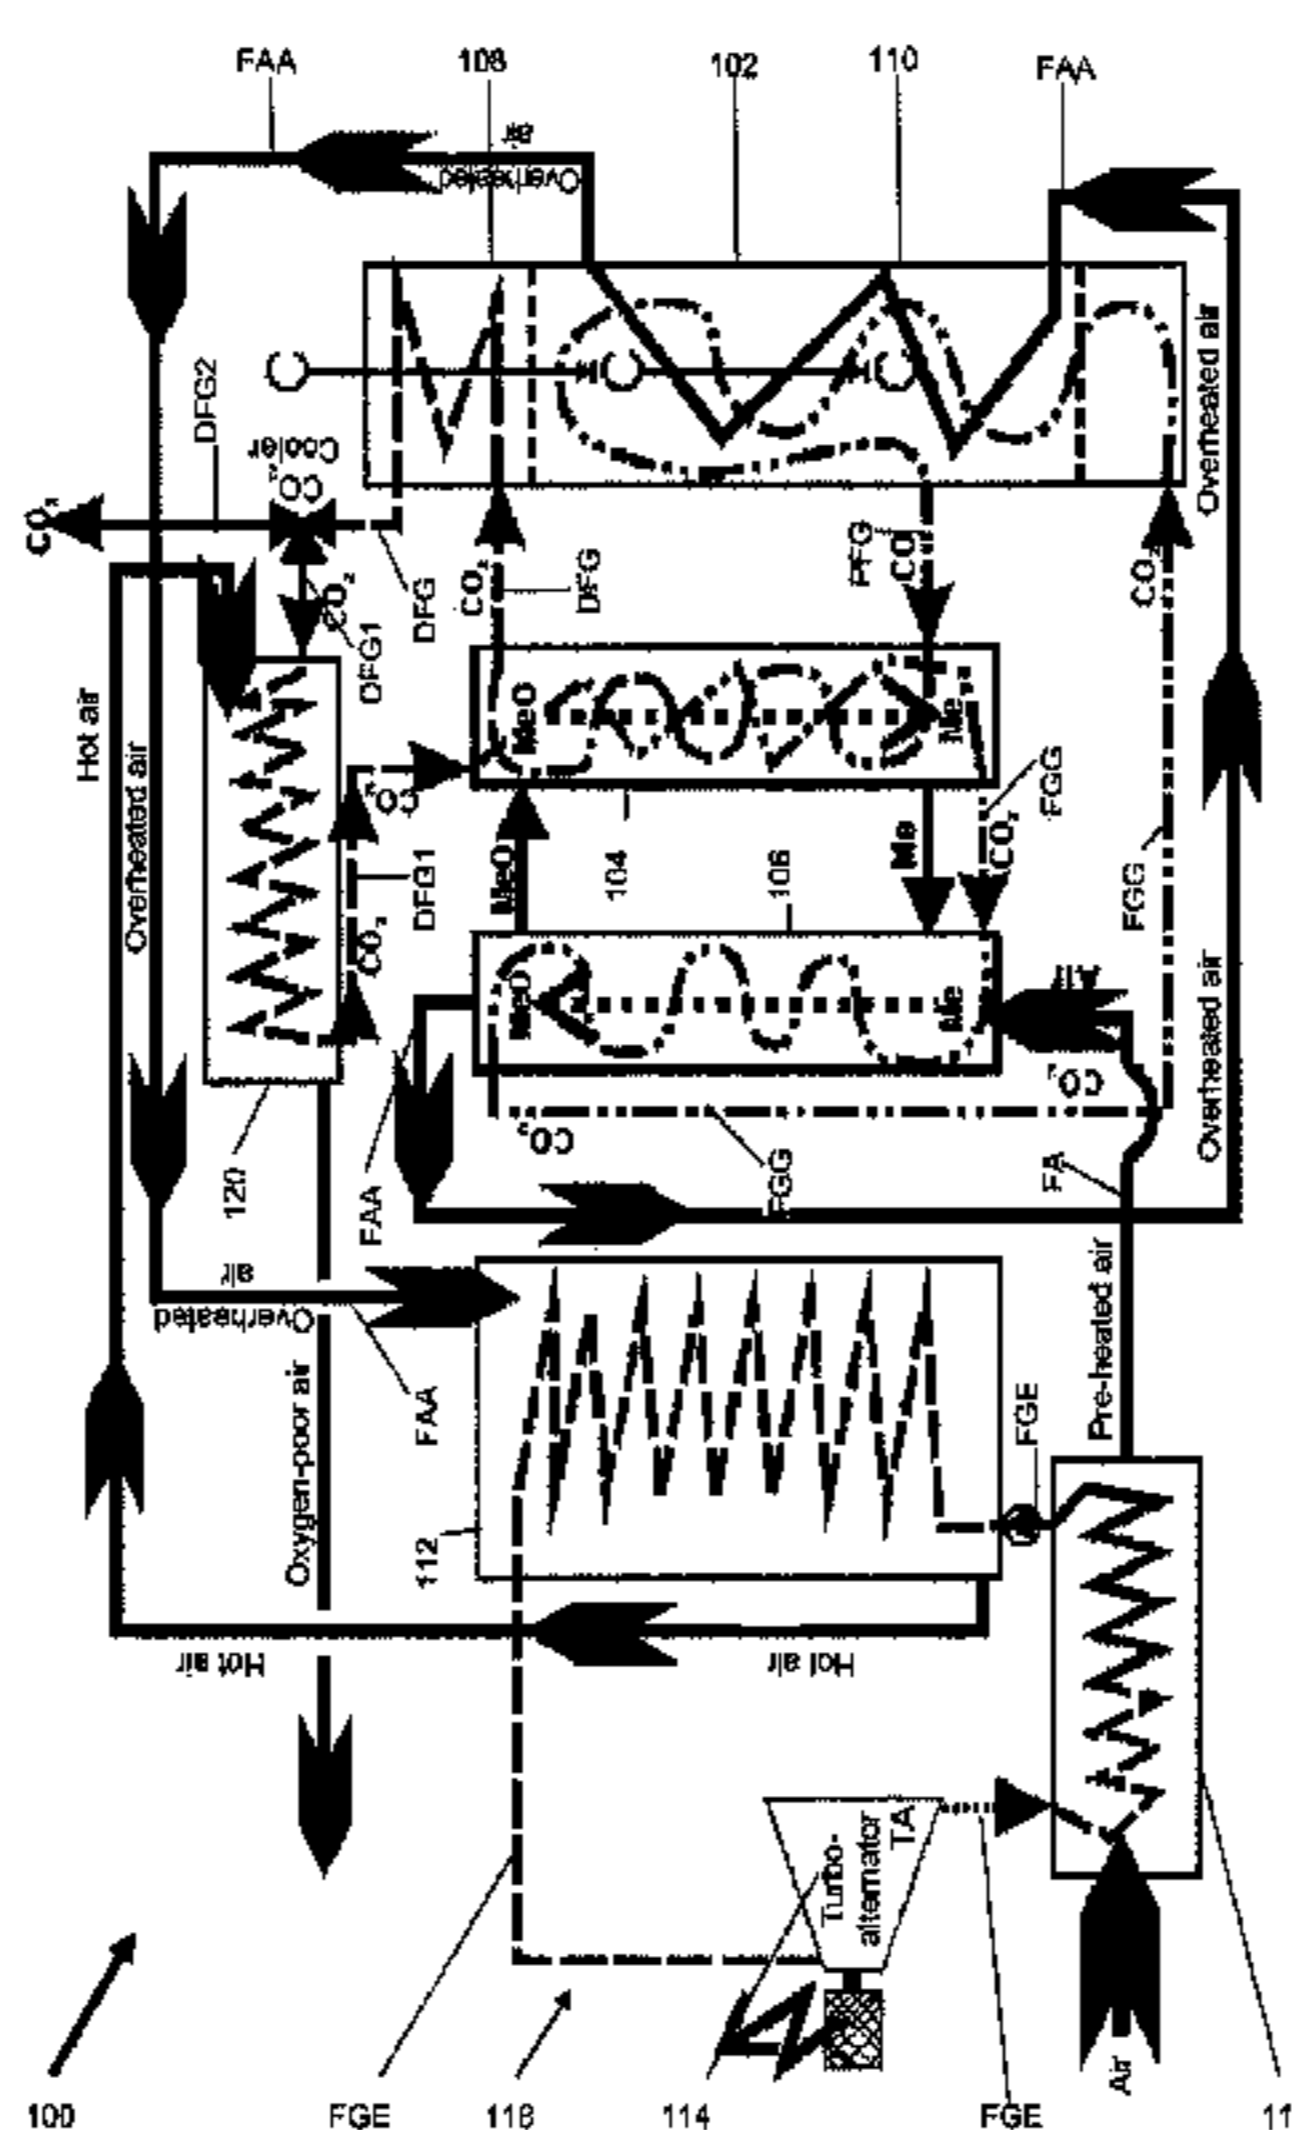 FAA
108
102
110
FAA
Overheated
air
DFG2
Cooler
CO₂
CO₂
CO₂
DFG1
DFG
CO₂
DFG
PFG
CO
CO₂
Overheated air
Hot air
Overheated air
MeO
Me
CO₂
DFG1
CO₂
MeO
104
106
Me
CO₂
FGG
FGG
MeO
Me
Air
CO₂
Overheated air
120
FAA
CO₂
FGG
FA
air
Overheated
FAA
Oxygen-poor air
112
FGE
Pre-heated air
Hot air
Hot air
Turbo-
alternator
TA
Air
100
FGE
118
114
FGE
11